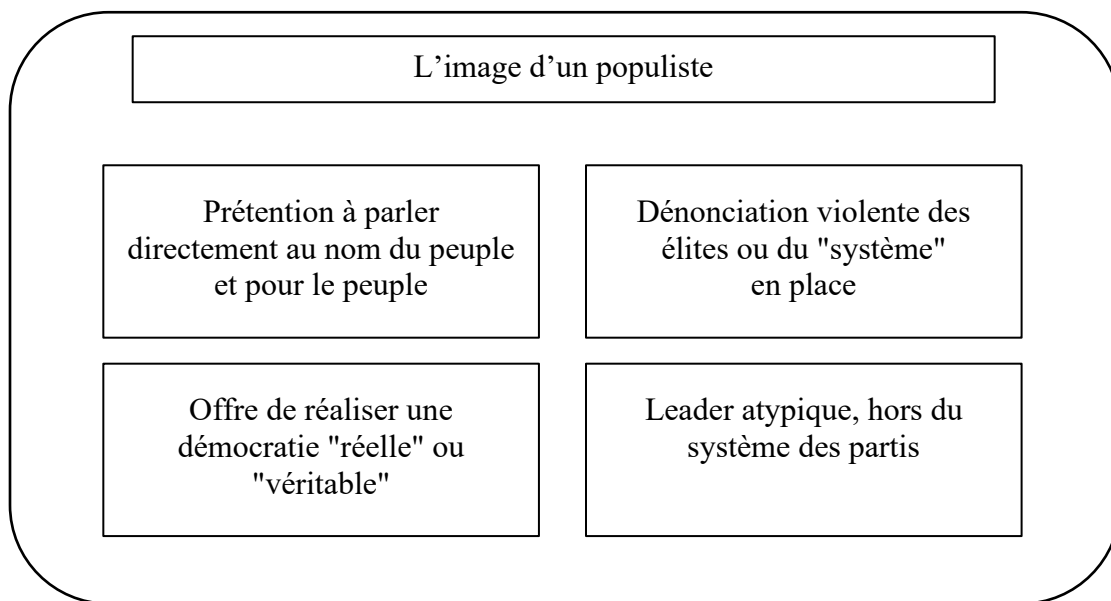 L’image d’un populiste
Prétention à parler
directement au nom du peuple
et pour le peuple
Dénonciation violente des
élites ou du "système"
en place
Offre de réaliser une
démocratie "réelle" ou
"véritable"
Leader atypique, hors du
système des partis